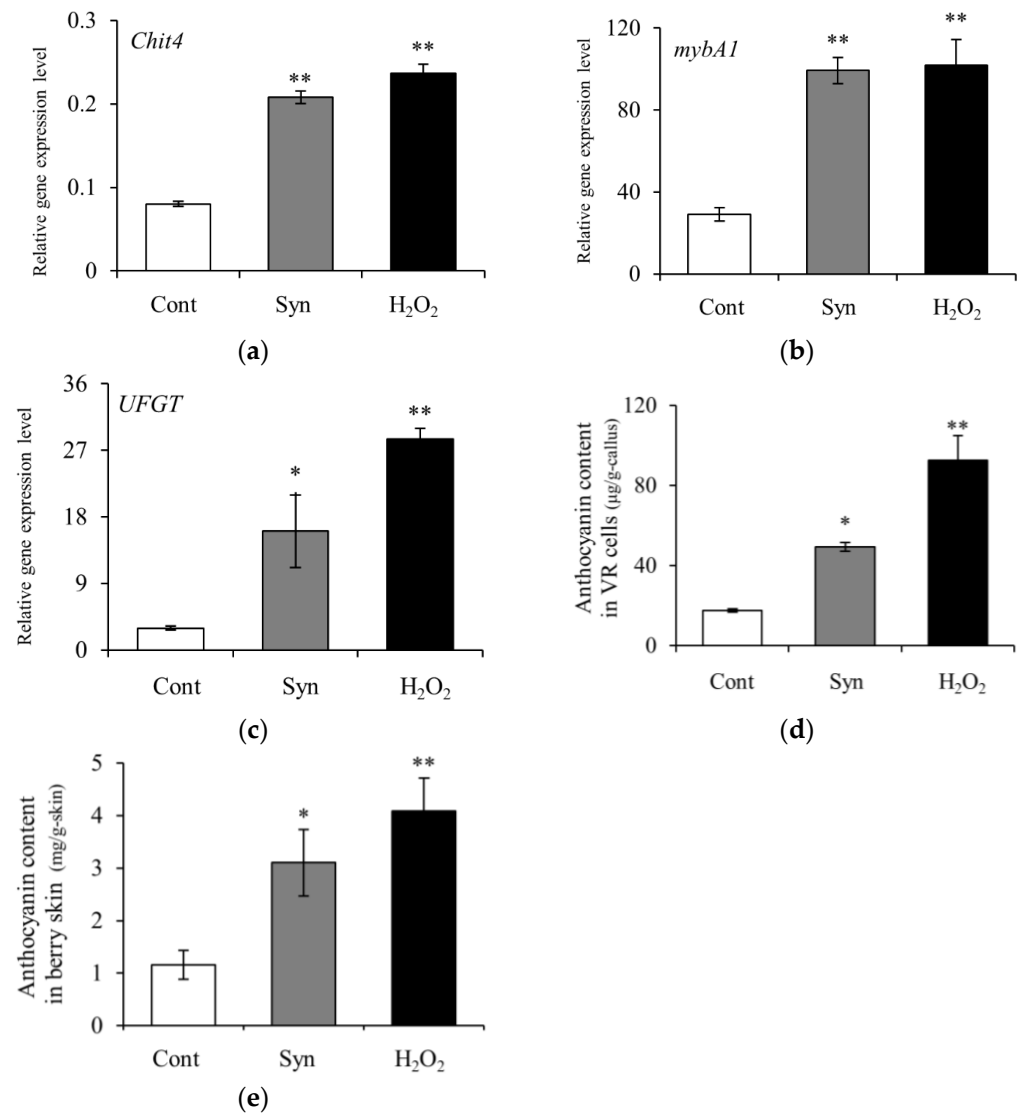 Relative gene expression level
0.3
0.2
0.1
0
Chit4
**
**
Cont Syn H₂O₂
(a)
Relative gene expression level
120
80
40
0
mybA1
**
**
Cont Syn H₂O₂
(b)
Relative gene expression level
36
27
18
9
0
UFGT
*
**
Cont Syn H₂O₂
(c)
Anthocyanin content
in VR cells (μg/g-callus)
120
80
40
0
*
**
Cont Syn H₂O₂
(d)
Anthocyanin content
in berry skin (mg/g-skin)
5
4
3
2
1
0
*
**
Cont Syn H₂O₂
(e)